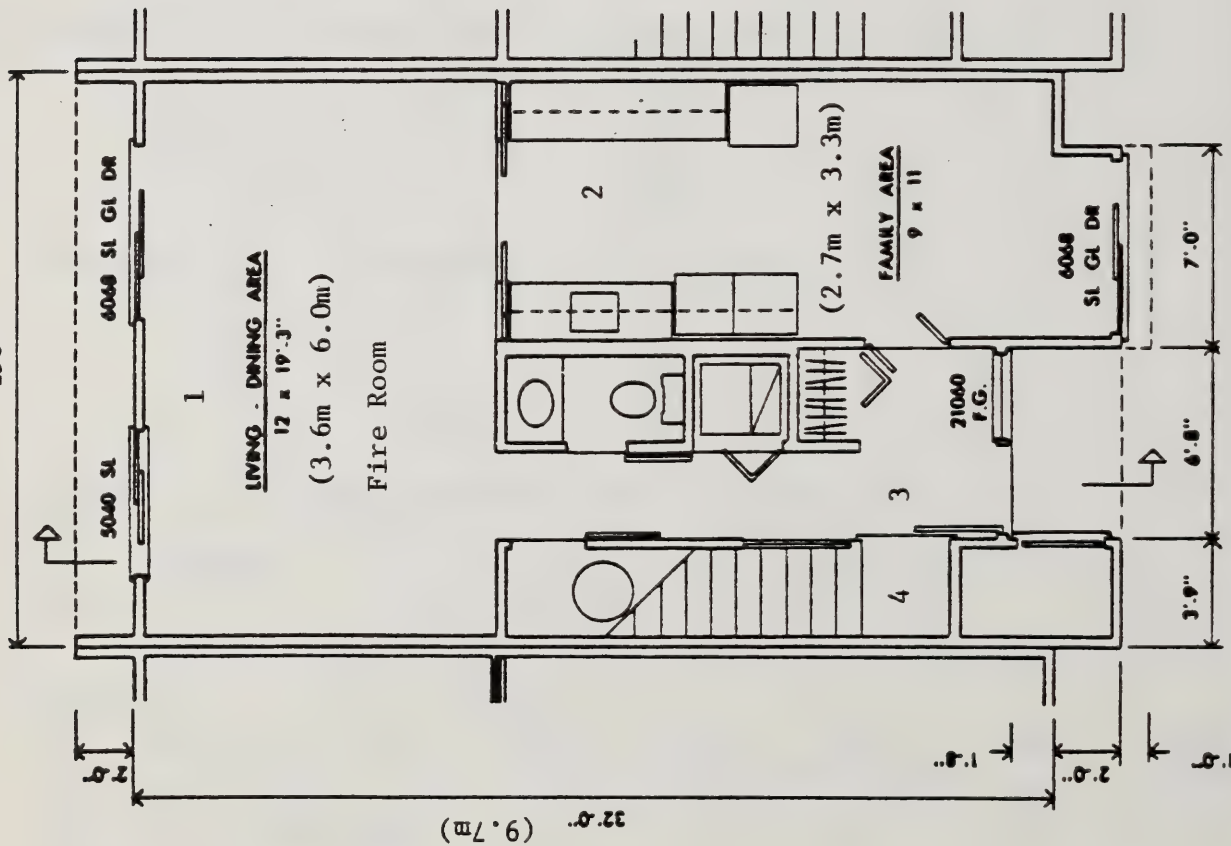 5040 SL
6068 SL GL DR
1
LIVING - DINING AREA
12 x 19'-3"
(3.6m x 6.0m)
Fire Room
2
(2.7m x 3.3m)
FAMILY AREA
9 x 11
6068
SL GL DR
21060
F.G.
3
4
3'-9"
6'-8"
7'-0"
2'-0"
32'-0"
(9.7m)
1'-8"
2'-0"